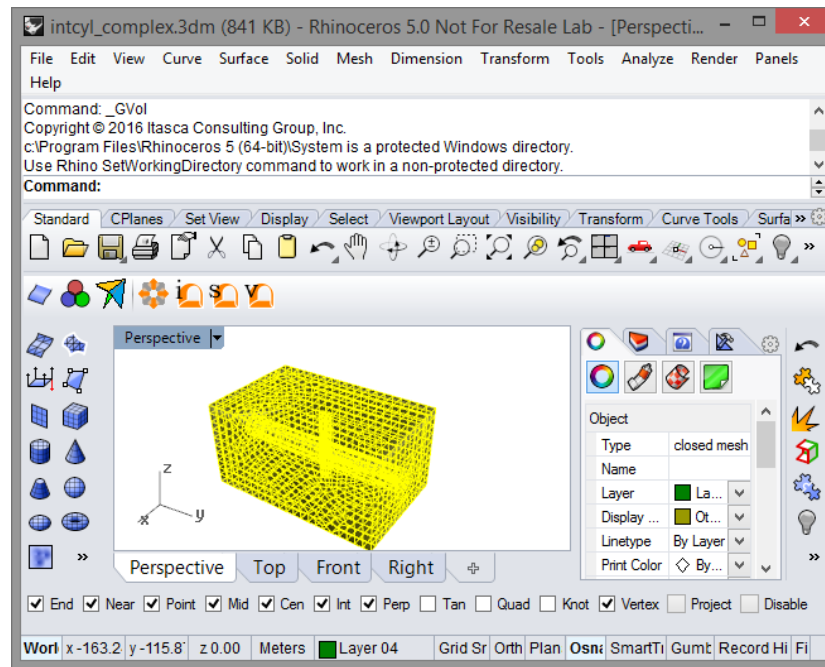 intcyl_complex.3dm (841 KB) - Rhinoceros 5.0 Not For Resale Lab - [Perspecti...
File Edit View Curve Surface Solid Mesh Dimension Transform Tools Analyze Render Panels
Help
Command: _GVol
Copyright © 2016 Itasca Consulting Group, Inc.
c:\Program Files\Rhinoceros 5 (64-bit)\System is a protected Windows directory.
Use Rhino SetWorkingDirectory command to work in a non-protected directory.
Command:
Standard CPlanes Set View Display Select Viewport Layout Visibility Transform Curve Tools Surfa »
»
i s v
Perspective
Object
Type closed mesh
Name
Layer La...
Display ... Ot...
Linetype By Layer
Print Color By...
z
x y
» »
Perspective Top Front Right
End Near Point Mid Cen Int Perp Tan Quad Knot Vertex Project Disable
Worl x -163.2 y -115.8 z 0.00 Meters Layer 04 Grid Sr Orth Plan Osna SmartTr Gumb Record Hi Fi